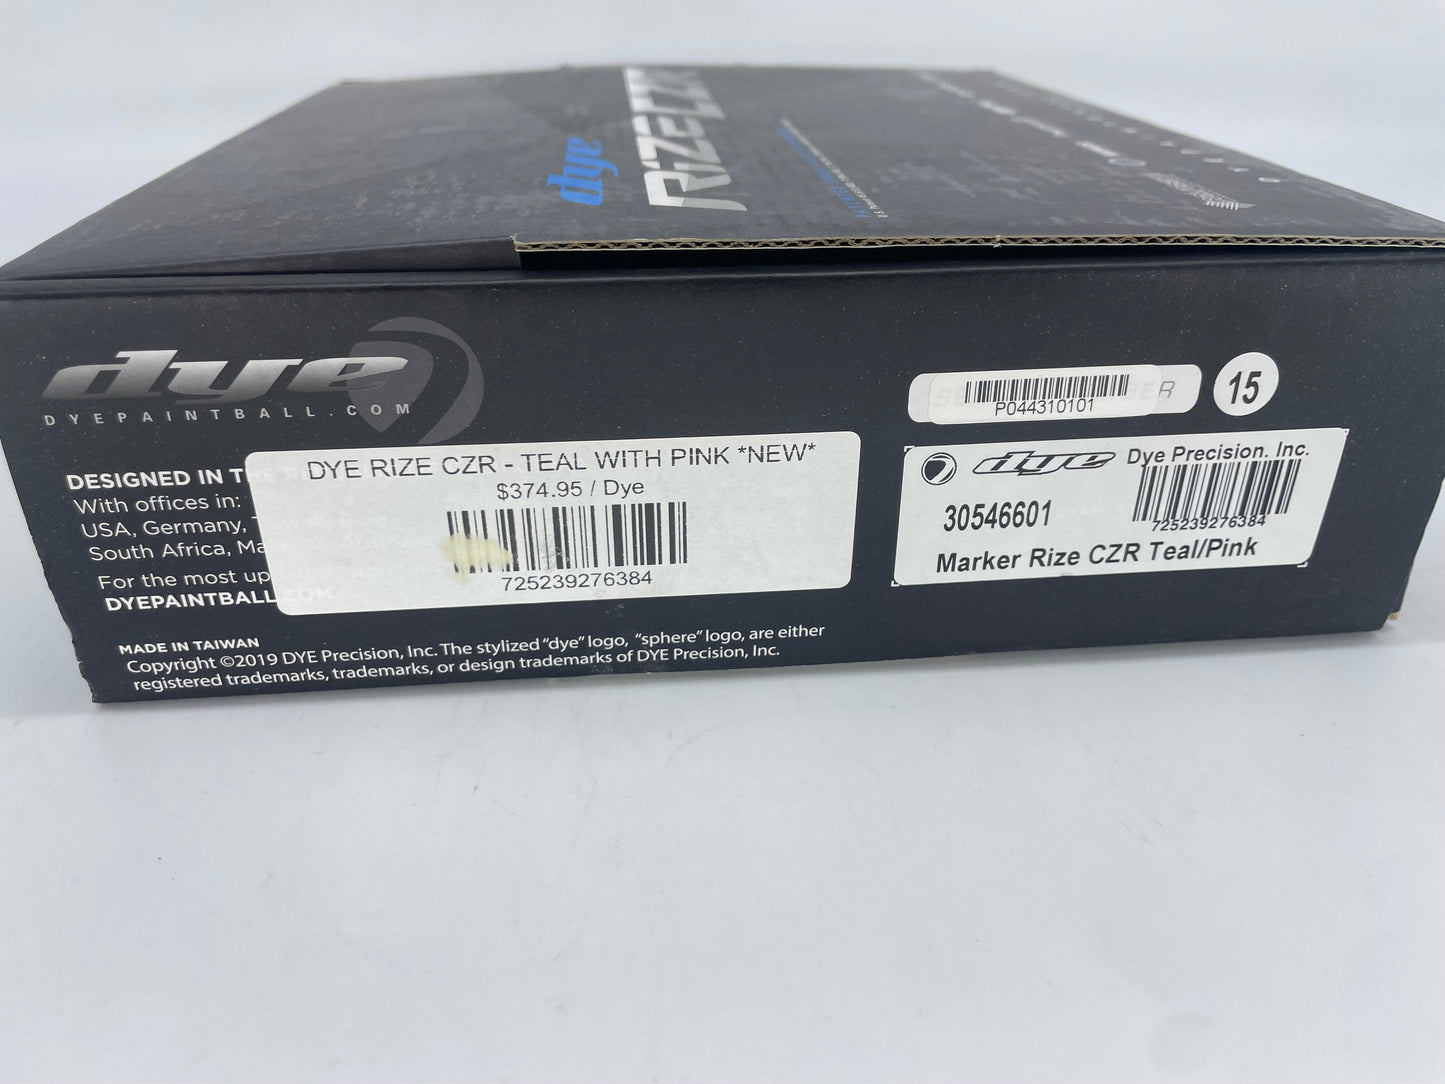 dye
RIZE CZR
dye
DYEPAINTBALL.COM
DESIGNED IN THE
With offices in:
USA, Germany,
South Africa,
For the most
DYEPAINTBALL.COM
MADE IN TAIWAN
Copyright ©2019 DYE Precision, Inc. The stylized "dye" logo, "sphere" logo, are either
registered trademarks, trademarks, or design trademarks of DYE Precision, Inc.
DYE RIZE CZR - TEAL WITH PINK *NEW*
$374.95 / Dye
725239276384
P044310101
15
dye Dye Precision. Inc.
30546601
725239276384
Marker Rize CZR Teal/Pink